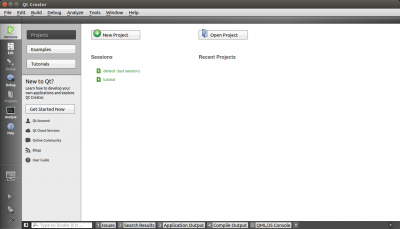 Qt Creator
File Edit Build Debug Analyze Tools Window Help
Welcome
Edit
Design
Debug
Projects
Analyze
Help
Projects
Examples
Tutorials
New to Qt?
Learn how to develop your
own applications and explore
Qt Creator.
Get Started Now
Qt Account
Qt Cloud Services
Online Community
Blogs
User Guide
New Project
Open Project
Sessions
Recent Projects
default (last session)
tutorial
Type to locate (Ctrl...
1 Issues
2 Search Results
3 Application Output
4 Compile Output
5 QML/JS Console